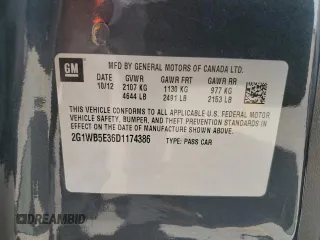 GM
MFD BY GENERAL MOTORS OF CANADA LTD.
10/12 GVWR GAWR FRT GAWR RR
2107 KG 1130 KG 977 KG
4644 LB 2491 LB 2153 LB
THIS VEHICLE CONFORMS TO ALL APPLICABLE U.S. FEDERAL MOTOR
VEHICLE SAFETY, BUMPER, AND THEFT PREVENTION STANDARDS
IN EFFECT ON THE DATE OF MANUFACTURE SHOWN ABOVE.
2G1WB5E36D1174386 TYPE: PASS CAR
DREAMBID